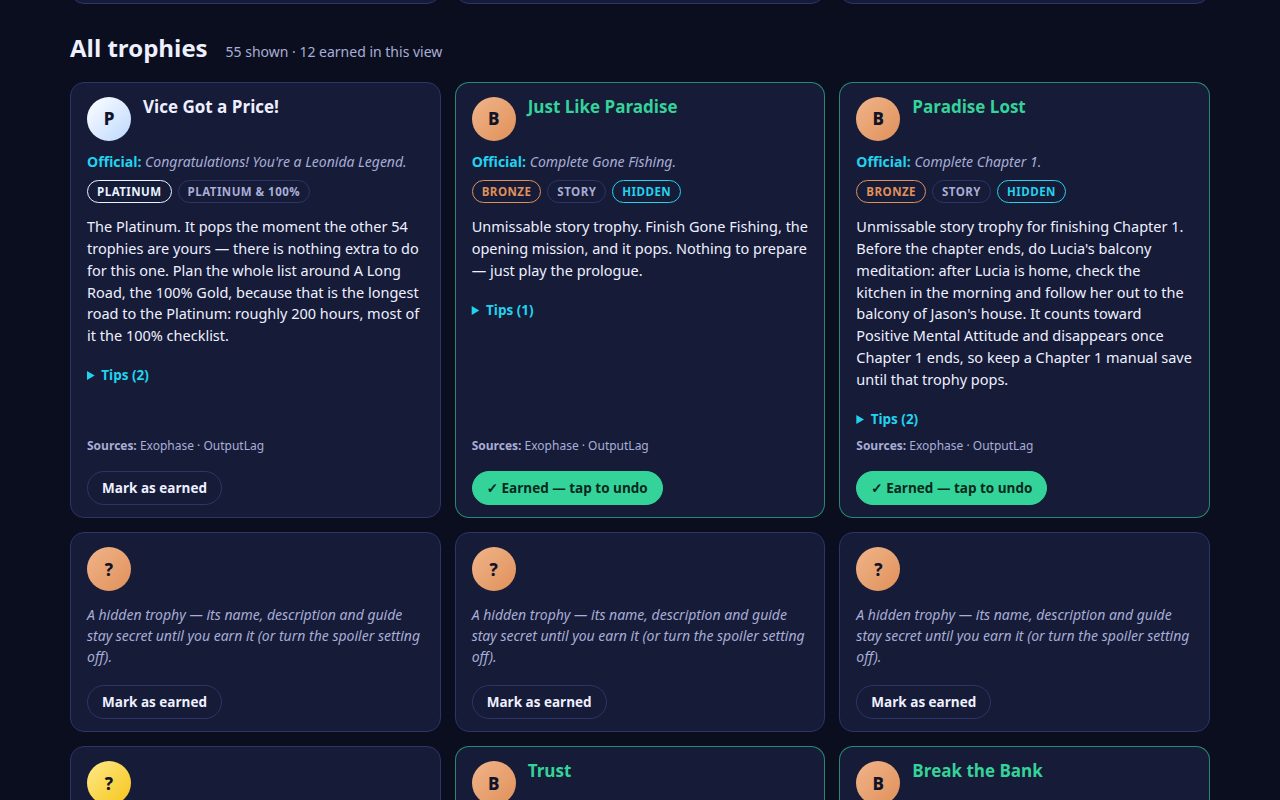 All trophies 55 shown · 12 earned in this view
P Vice Got a Price!
Official: Congratulations! You're a Leonida Legend.
PLATINUM PLATINUM & 100%
The Platinum. It pops the moment the other 54
trophies are yours — there is nothing extra to do
for this one. Plan the whole list around A Long
Road, the 100% Gold, because that is the longest
road to the Platinum: roughly 200 hours, most of
it the 100% checklist.
▶ Tips (2)
Sources: Exophase · OutputLag
Mark as earned
B Just Like Paradise
Official: Complete Gone Fishing.
BRONZE STORY HIDDEN
Unmissable story trophy. Finish Gone Fishing, the
opening mission, and it pops. Nothing to prepare
— just play the prologue.
▶ Tips (1)
Sources: Exophase · OutputLag
✓ Earned — tap to undo
B Paradise Lost
Official: Complete Chapter 1.
BRONZE STORY HIDDEN
Unmissable story trophy for finishing Chapter 1.
Before the chapter ends, do Lucia's balcony
meditation: after Lucia is home, check the
kitchen in the morning and follow her out to the
balcony of Jason's house. It counts toward
Positive Mental Attitude and disappears once
Chapter 1 ends, so keep a Chapter 1 manual save
until that trophy pops.
▶ Tips (2)
Sources: Exophase · OutputLag
✓ Earned — tap to undo
?
A hidden trophy — its name, description and guide
stay secret until you earn it (or turn the spoiler setting
off).
Mark as earned
?
A hidden trophy — its name, description and guide
stay secret until you earn it (or turn the spoiler setting
off).
Mark as earned
?
A hidden trophy — its name, description and guide
stay secret until you earn it (or turn the spoiler setting
off).
Mark as earned
?
B Trust
B Break the Bank